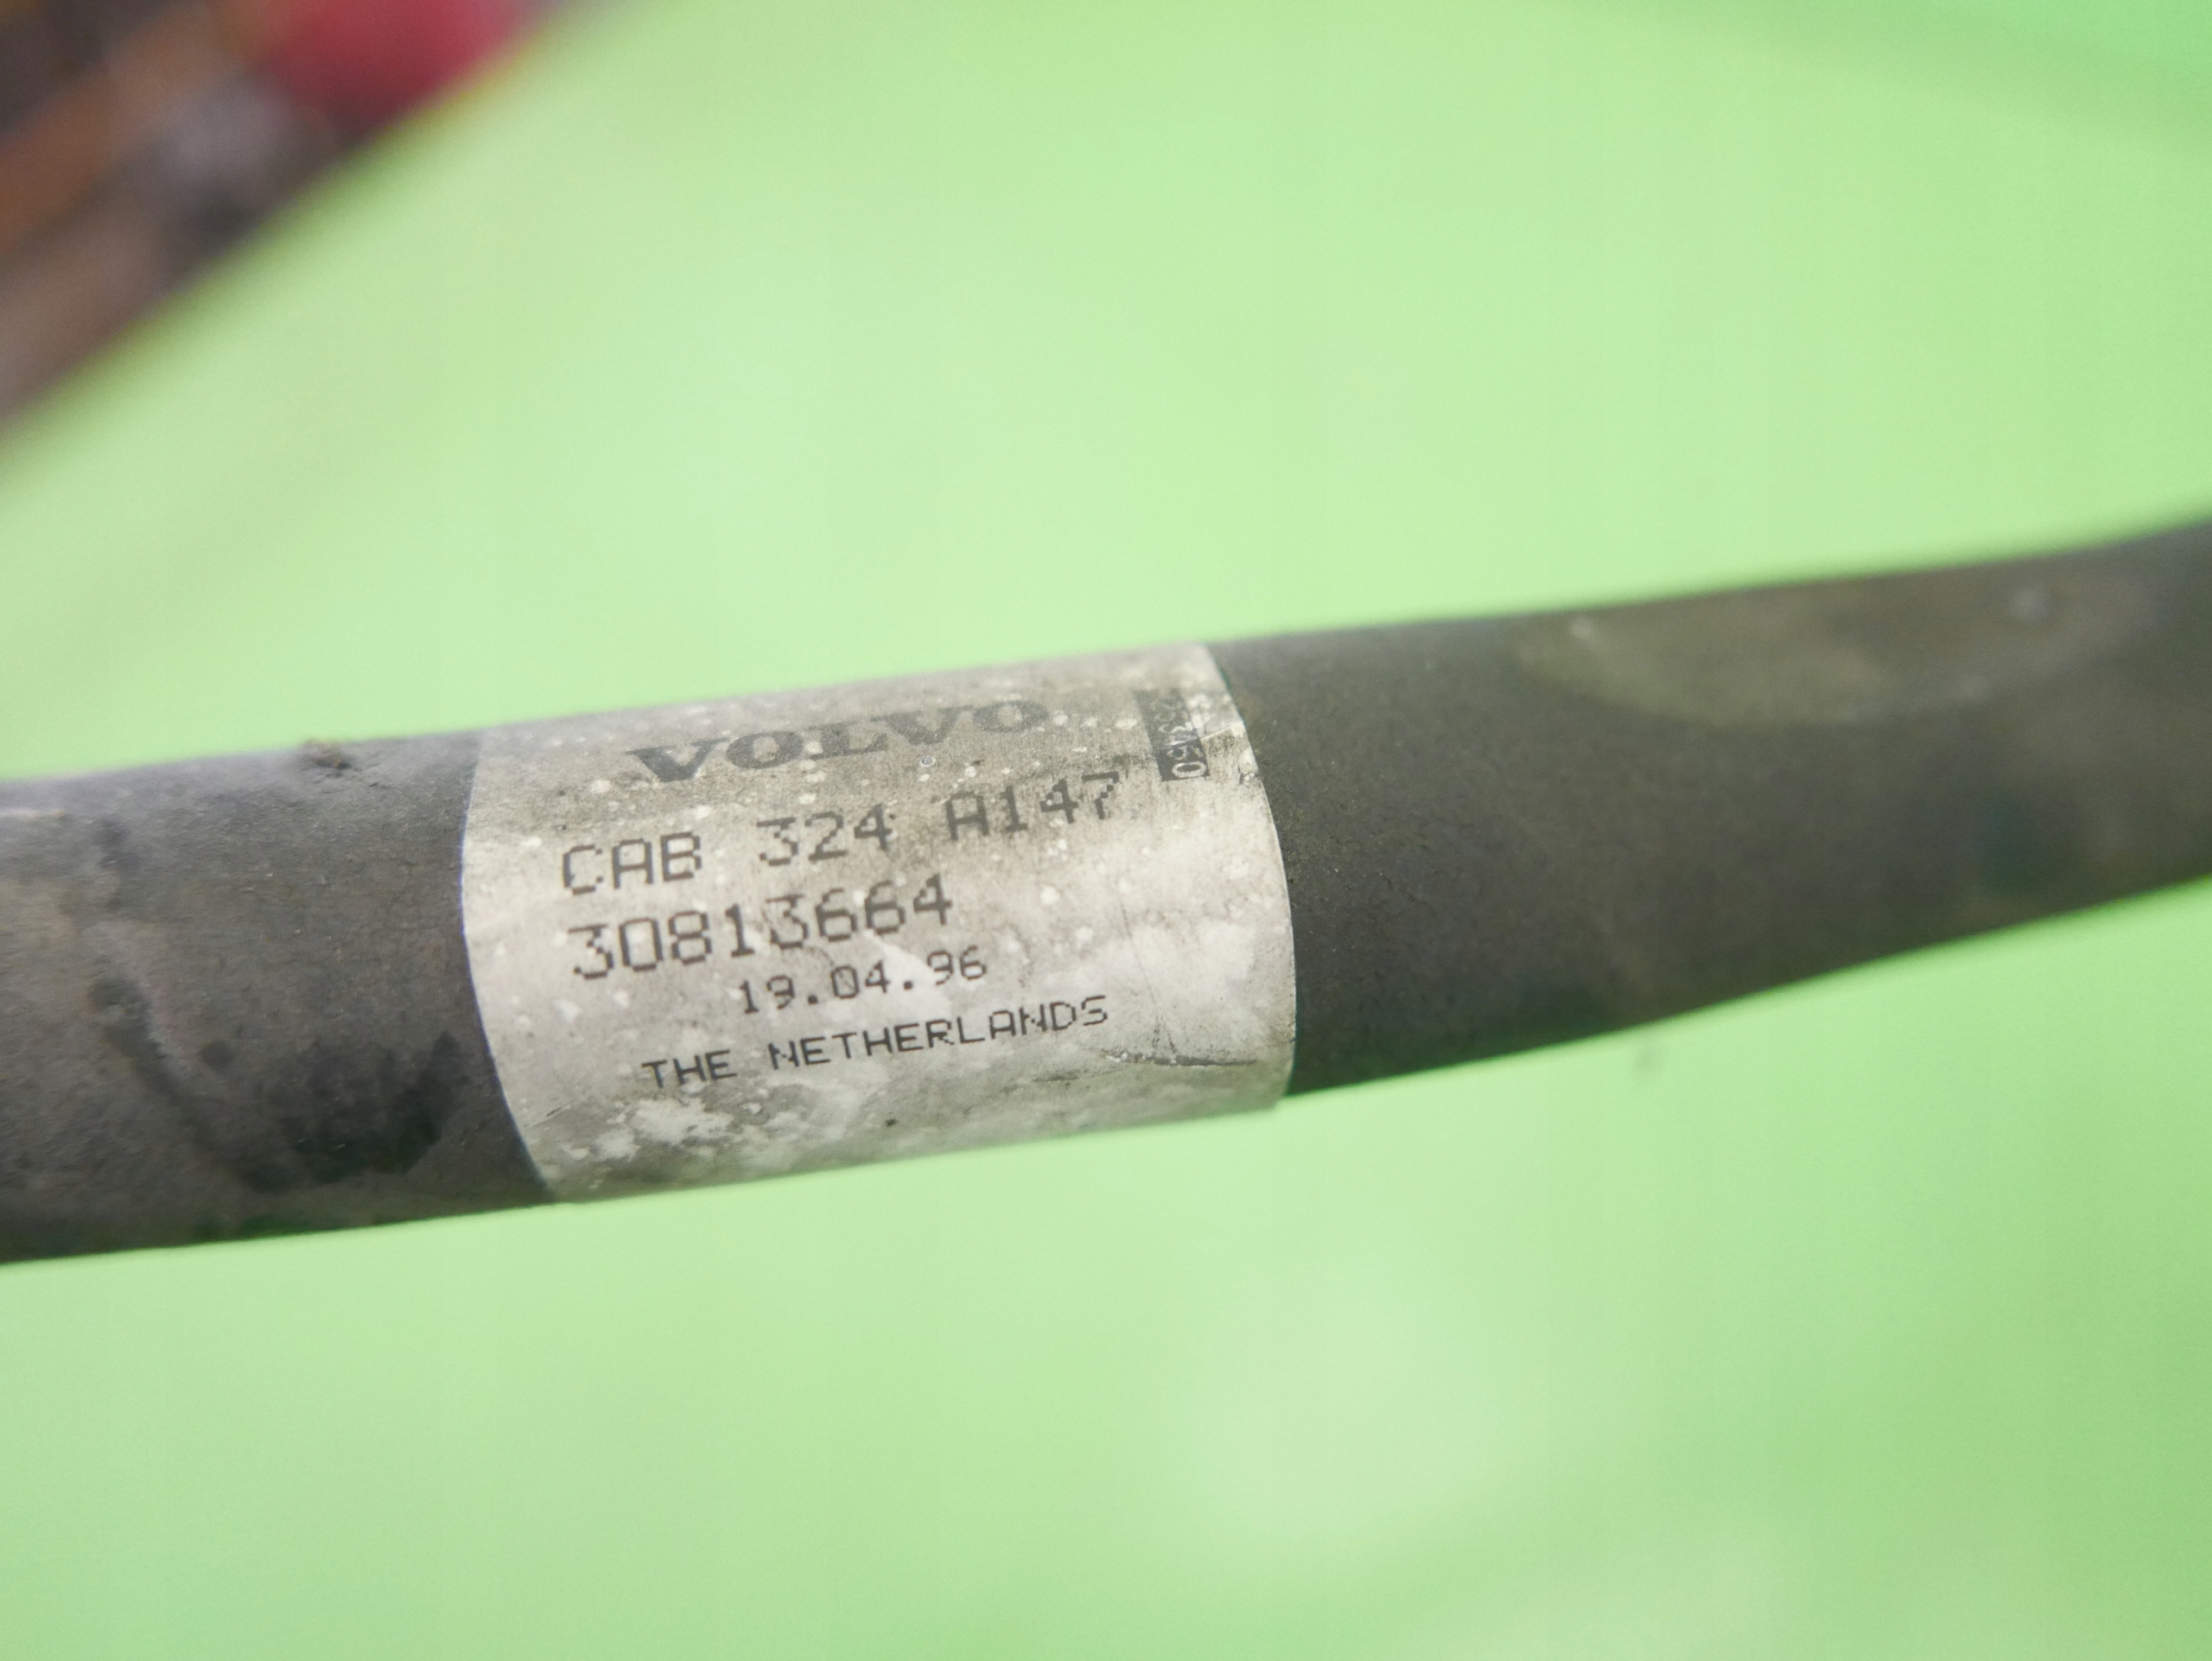 VOLVO
CAB 324 A147
30813664
19.04.96
THE NETHERLANDS